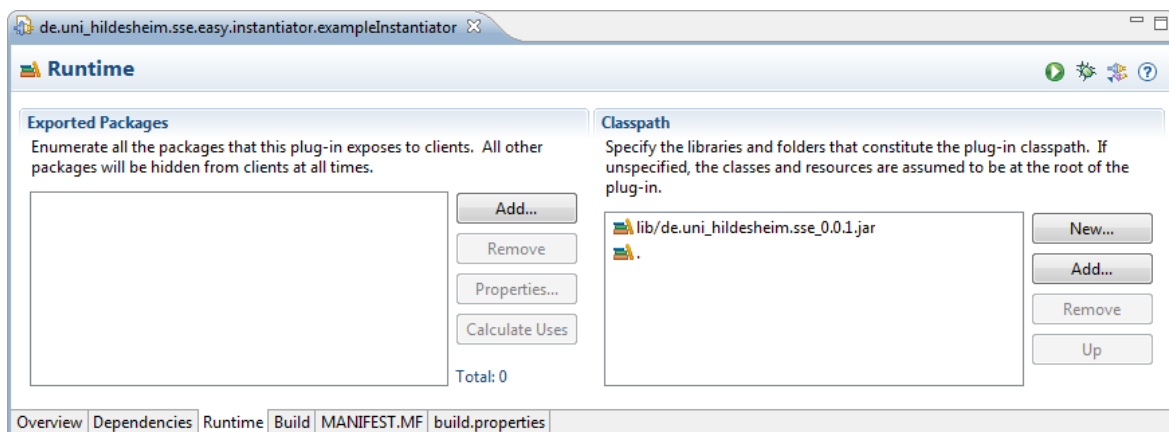 de.uni_hildesheim.sse.easy.instantiator.exampleInstantiator
Runtime
Exported Packages
Enumerate all the packages that this plug-in exposes to clients.  All other
packages will be hidden from clients at all times.
Add...
Remove
Properties...
Calculate Uses
Total: 0
Classpath
Specify the libraries and folders that constitute the plug-in classpath.  If
unspecified, the classes and resources are assumed to be at the root of the
plug-in.
lib/de.uni_hildesheim.sse_0.0.1.jar
.
New...
Add...
Remove
Up
Overview Dependencies Runtime Build MANIFEST.MF build.properties